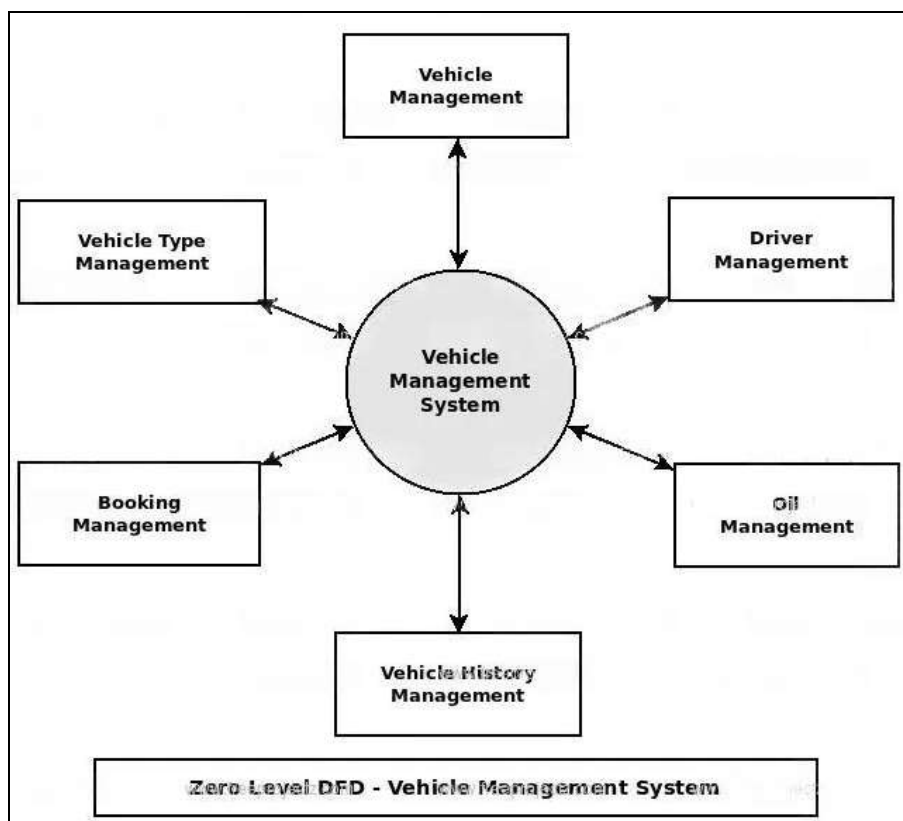 Vehicle
Management
Vehicle Type
Management
Driver
Management
Vehicle
Management
System
Booking
Management
Oil
Management
Vehicle History
Management
Zero Level DFD - Vehicle Management System